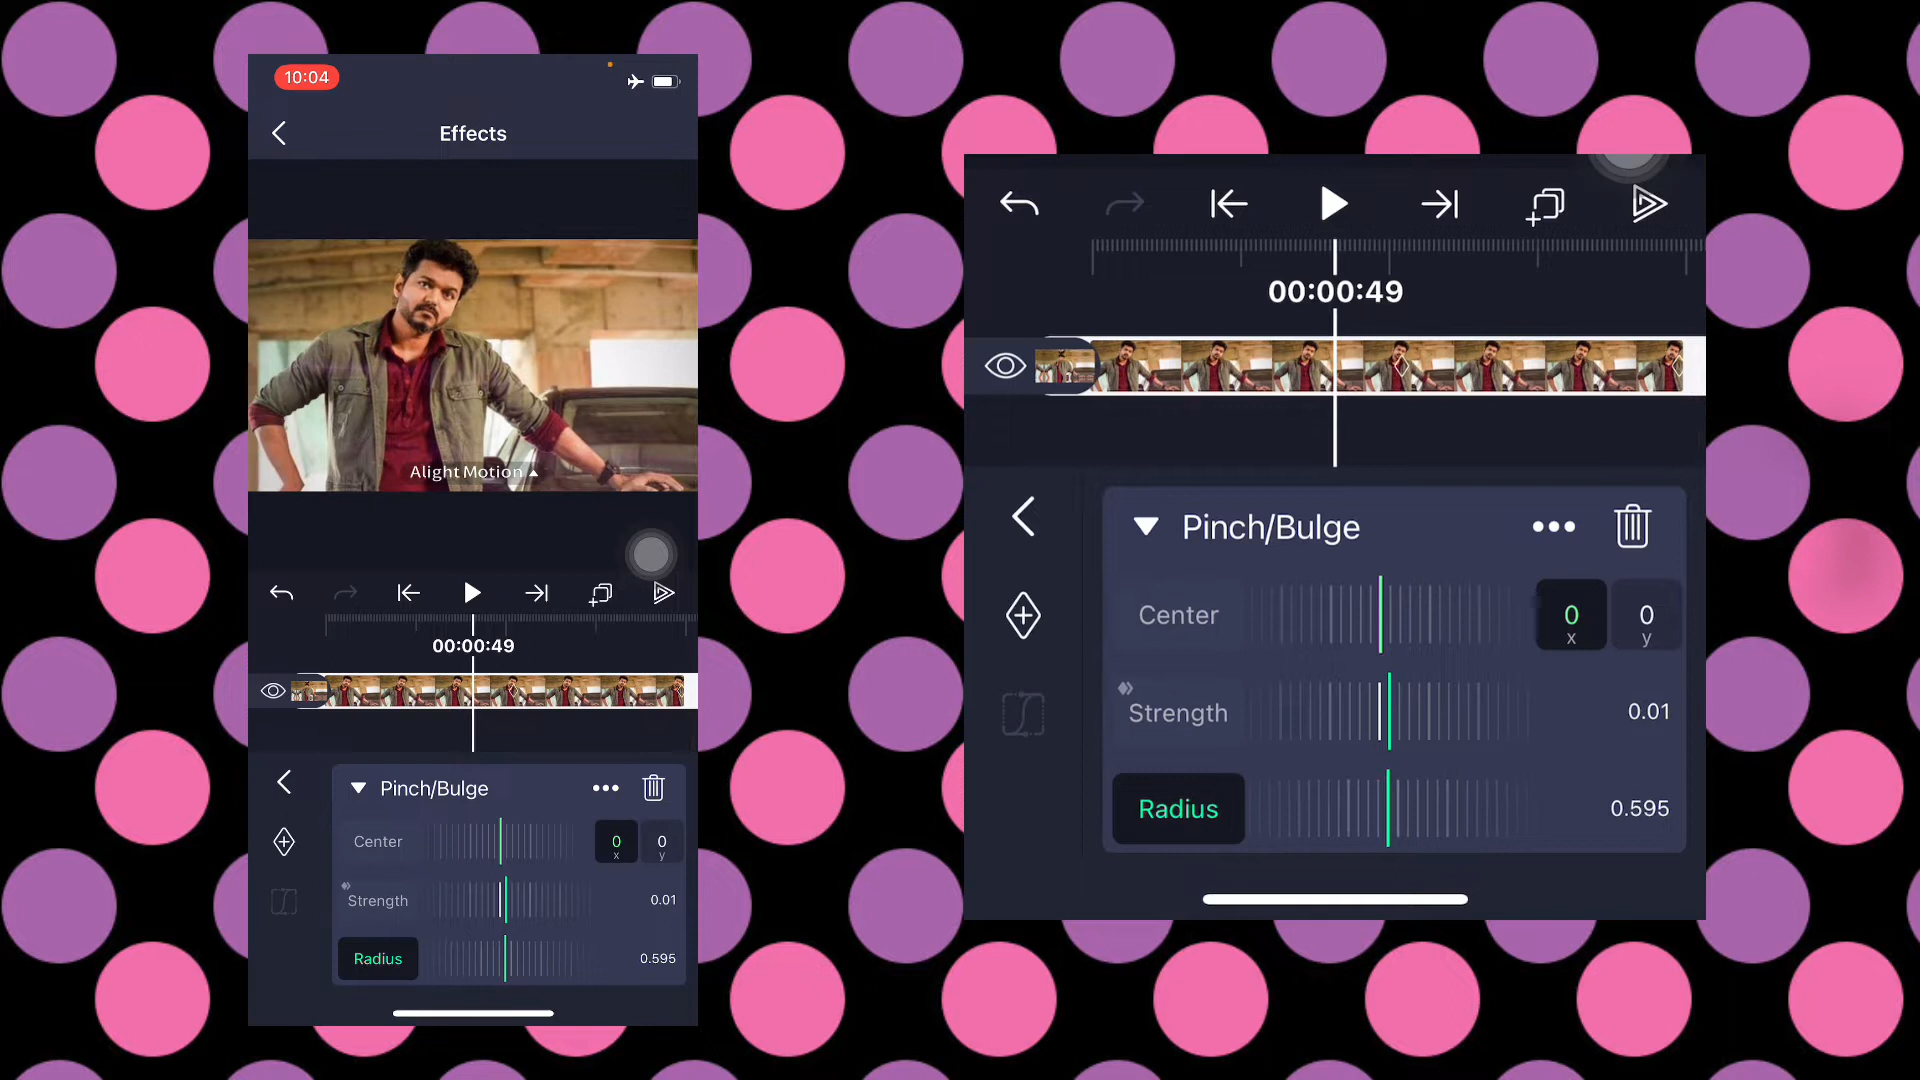 10:04
Effects
Alight Motion
00:00:49
Pinch/Bulge
Center
0
x
0
y
Strength
0.01
Radius
0.595
00:00:49
Pinch/Bulge
Center
0
x
0
y
Strength
0.01
Radius
0.595